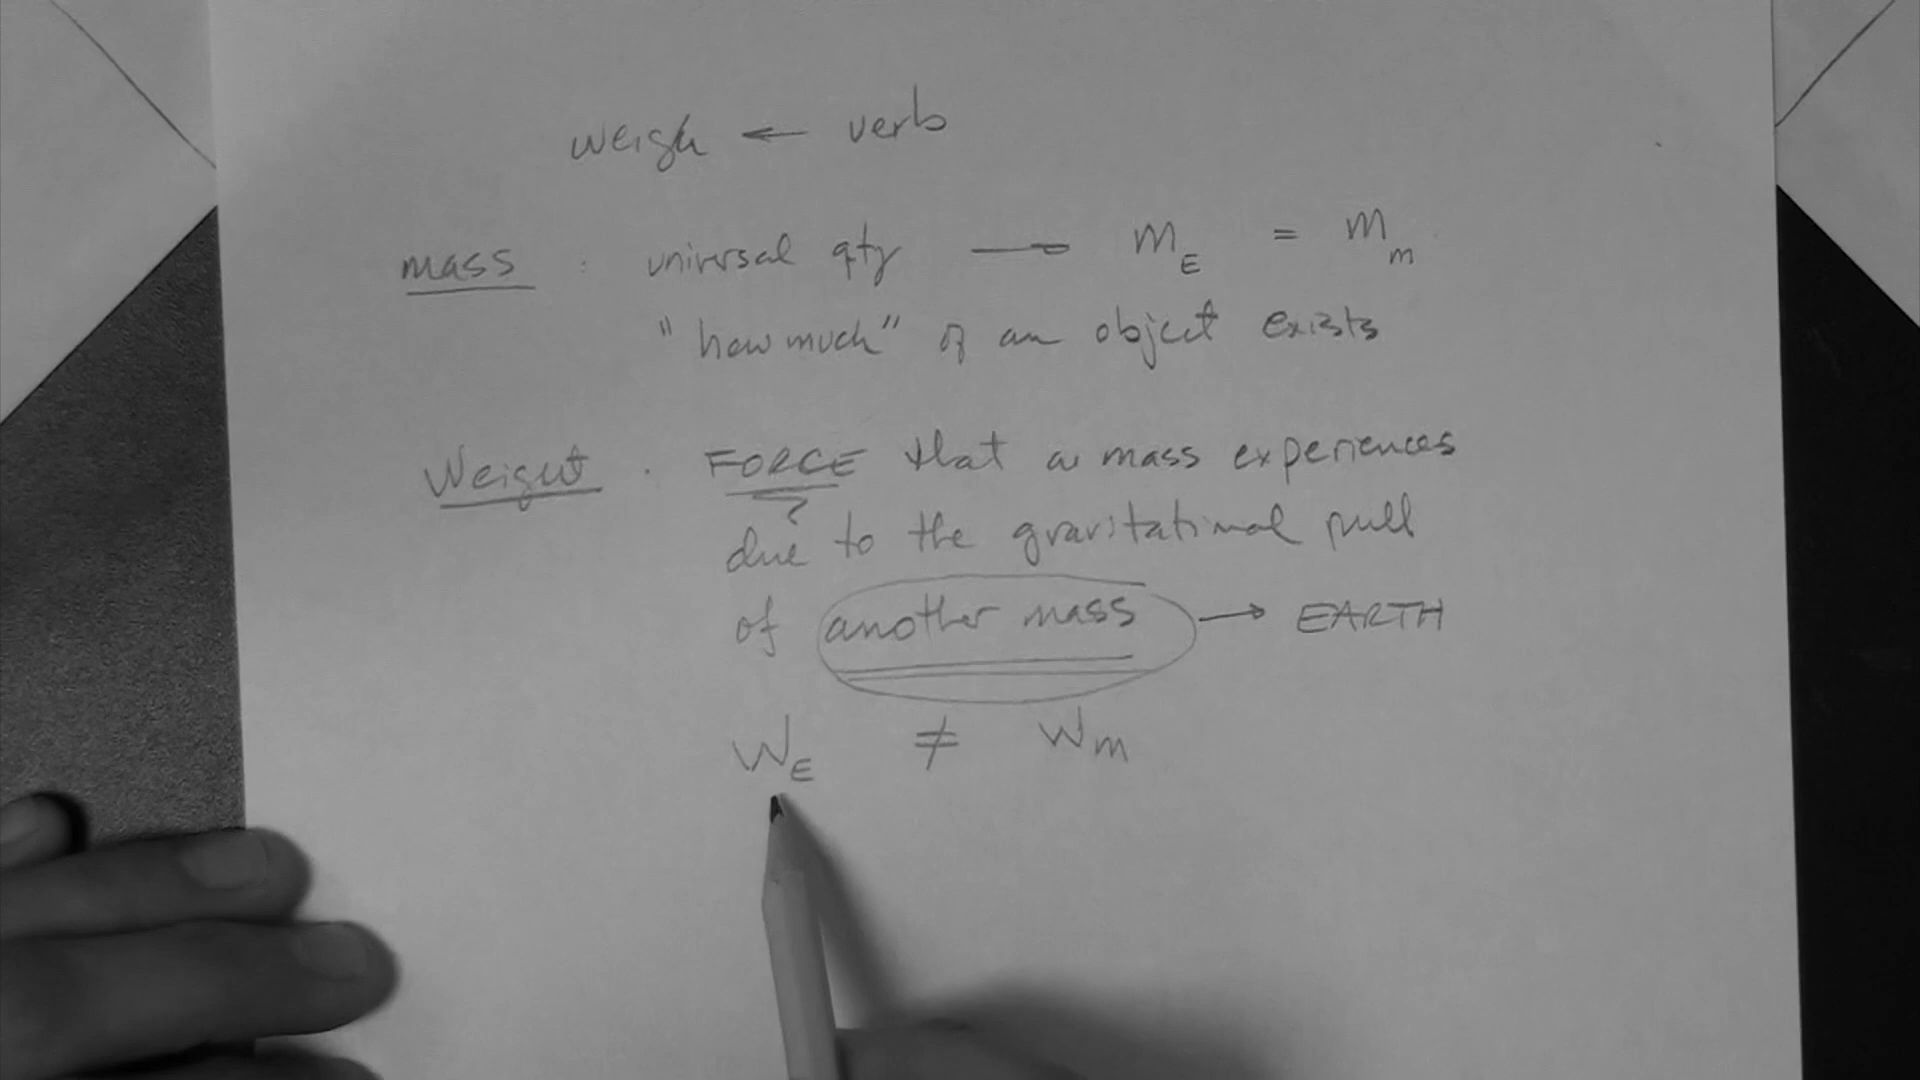 weigh ← verb
mass : universal qty → m_E = m_m
"how much" of an object exists
Weight . FORCE that a mass experiences
due to the gravitational pull
of another mass → EARTH
W_E ≠ W_m